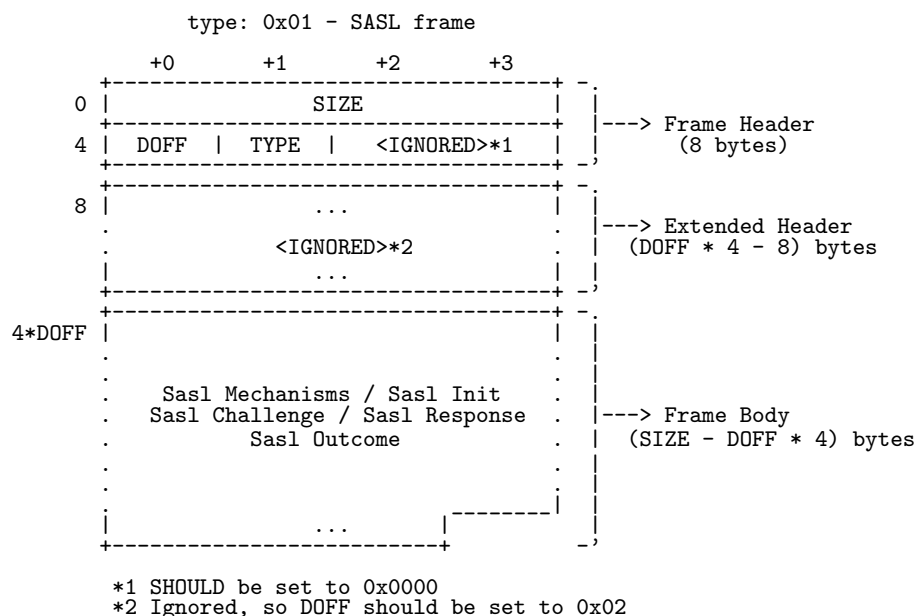 type: 0x01 - SASL frame
+0 +1 +2 +3
0 SIZE
---> Frame Header
4 DOFF | TYPE | <IGNORED>*1
(8 bytes)
8 ...
---> Extended Header
<IGNORED>*2 (DOFF * 4 - 8) bytes
...
4*DOFF
Sasl Mechanisms / Sasl Init
Sasl Challenge / Sasl Response ---> Frame Body
Sasl Outcome (SIZE - DOFF * 4) bytes
...
*1 SHOULD be set to 0x0000
*2 Ignored, so DOFF should be set to 0x02